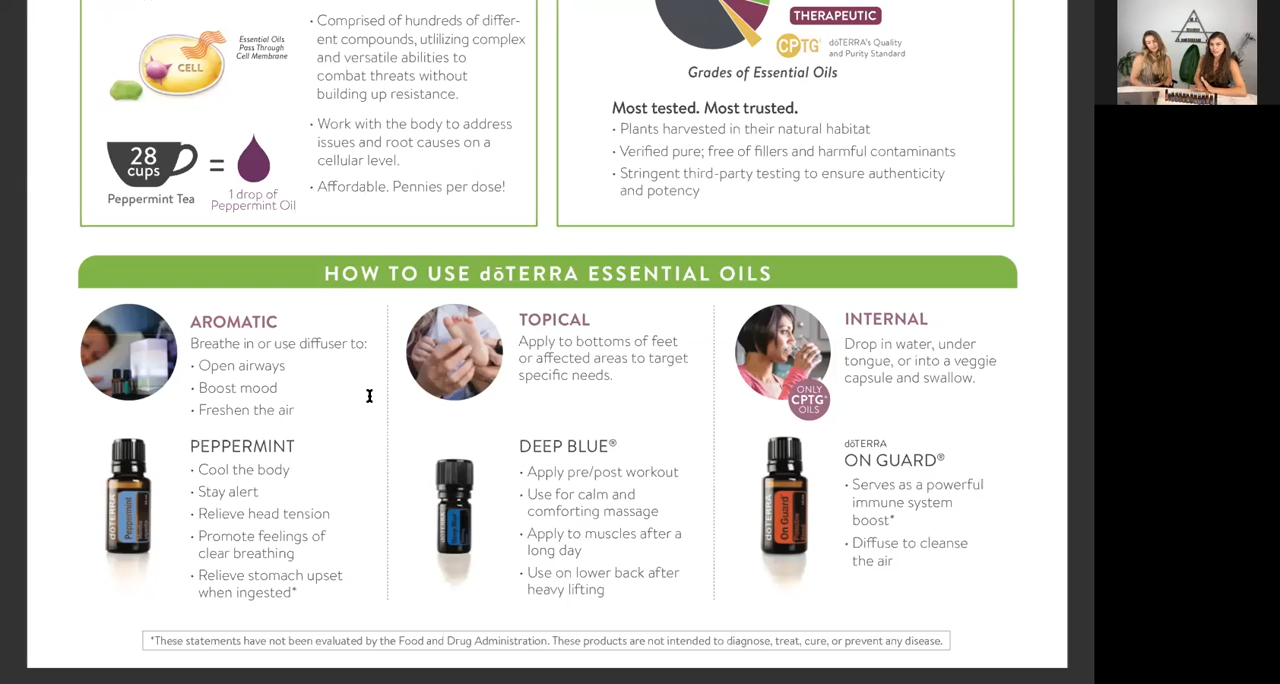 Essential Oils
Pass Through
Cell Membrane
CELL
28
cups
=
Peppermint Tea
1 drop of
Peppermint Oil
· Comprised of hundreds of differ-
ent compounds, utlilizing complex
and versatile abilities to
combat threats without
building up resistance.
· Work with the body to address
issues and root causes on a
cellular level.
· Affordable. Pennies per dose!
THERAPEUTIC
CPTG
dōTERRA's Quality
and Purity Standard
Grades of Essential Oils
Most tested. Most trusted.
· Plants harvested in their natural habitat
· Verified pure; free of fillers and harmful contaminants
· Stringent third-party testing to ensure authenticity
and potency
HOW TO USE dōTERRA ESSENTIAL OILS
AROMATIC
Breathe in or use diffuser to:
· Open airways
· Boost mood
· Freshen the air
PEPPERMINT
· Cool the body
· Stay alert
· Relieve head tension
· Promote feelings of
clear breathing
· Relieve stomach upset
when ingested*
dōTERRA
Peppermint
TOPICAL
Apply to bottoms of feet
or affected areas to target
specific needs.
DEEP BLUE®
· Apply pre/post workout
· Use for calm and
comforting massage
· Apply to muscles after a
long day
· Use on lower back after
heavy lifting
dōTERRA
Deep Blue
INTERNAL
Drop in water, under
tongue, or into a veggie
capsule and swallow.
ONLY
CPTG
OILS
dōTERRA
ON GUARD®
· Serves as a powerful
immune system
boost*
· Diffuse to cleanse
the air
dōTERRA
On Guard
*These statements have not been evaluated by the Food and Drug Administration. These products are not intended to diagnose, treat, cure, or prevent any disease.